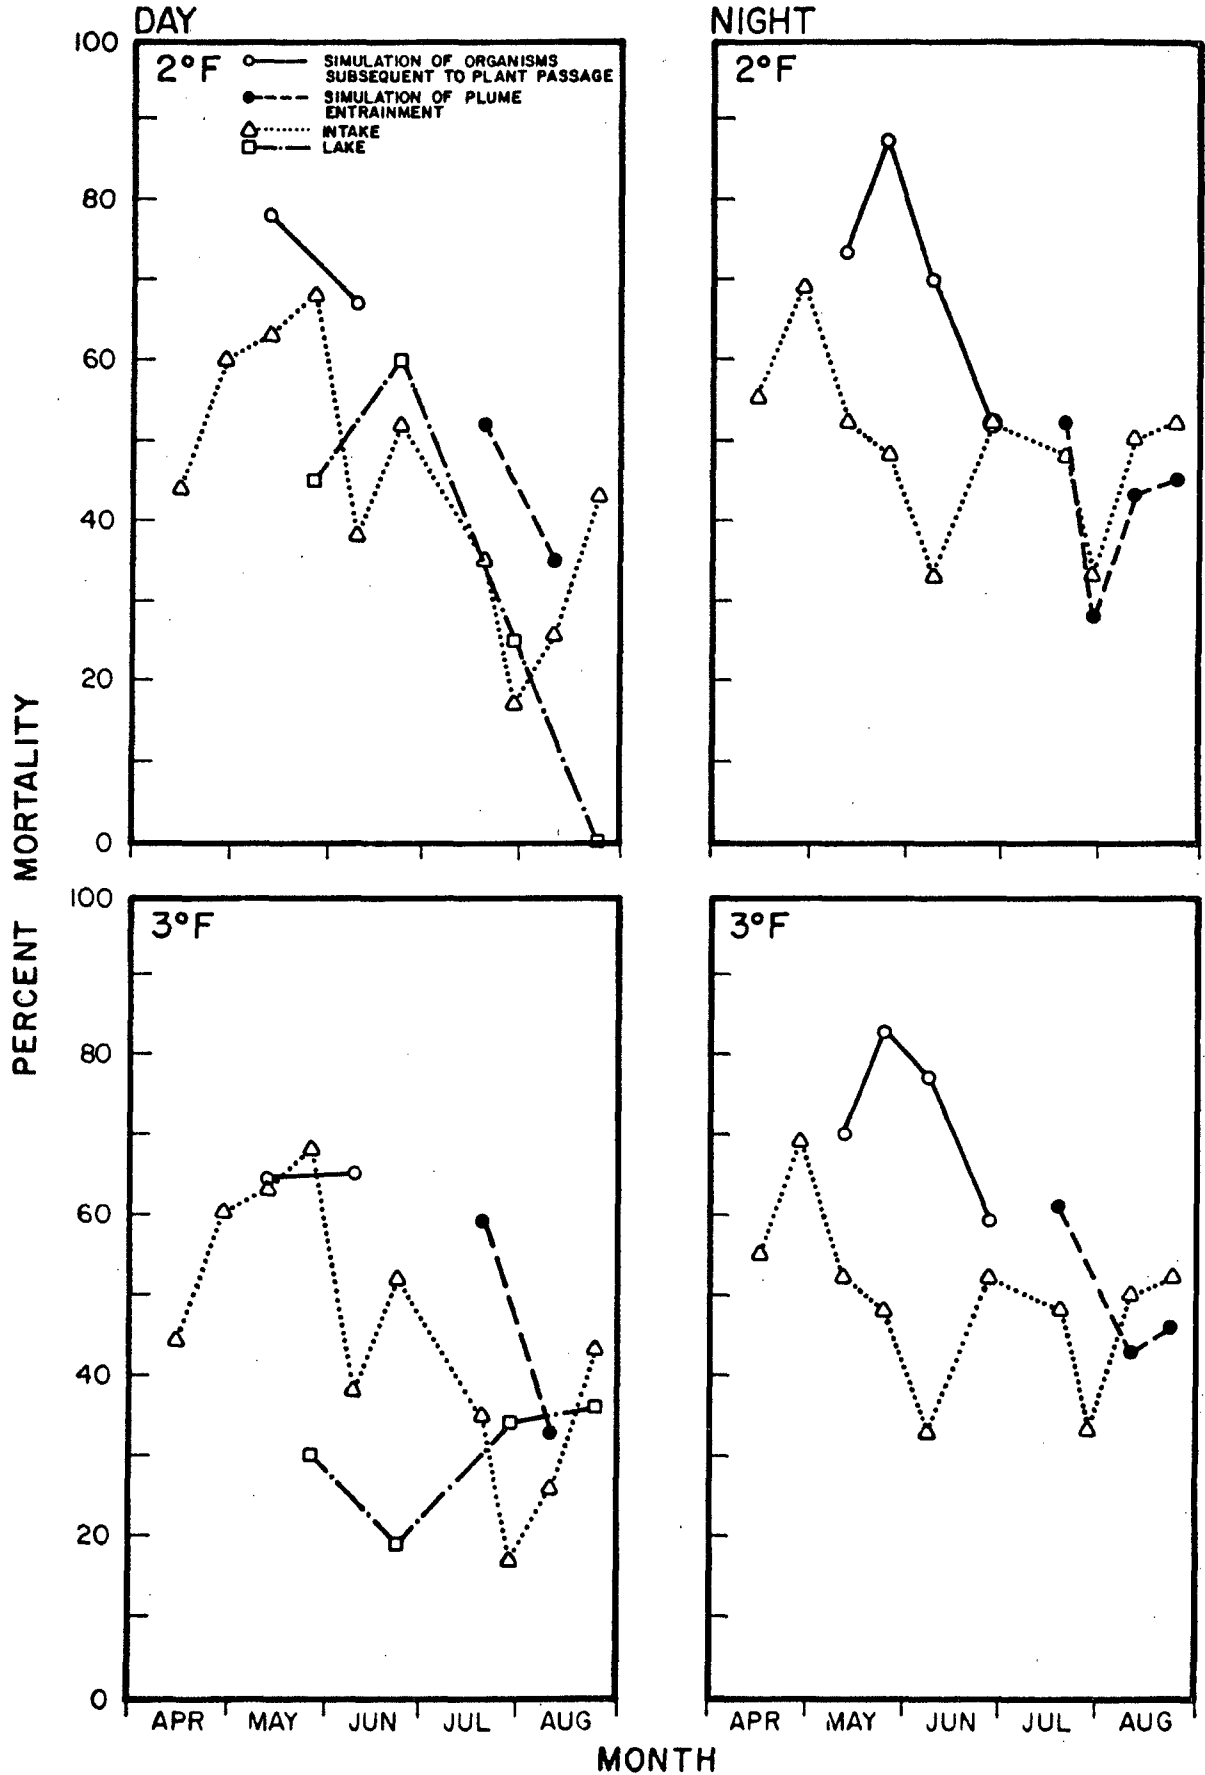 DAY
NIGHT
100
2°F
SIMULATION OF ORGANISMS
SUBSEQUENT TO PLANT PASSAGE
SIMULATION OF PLUME
ENTRAINMENT
INTAKE
LAKE
2°F
80
60
40
20
0
PERCENT MORTALITY
100
3°F
3°F
80
60
40
20
0
APR MAY JUN JUL AUG
APR MAY JUN JUL AUG
MONTH